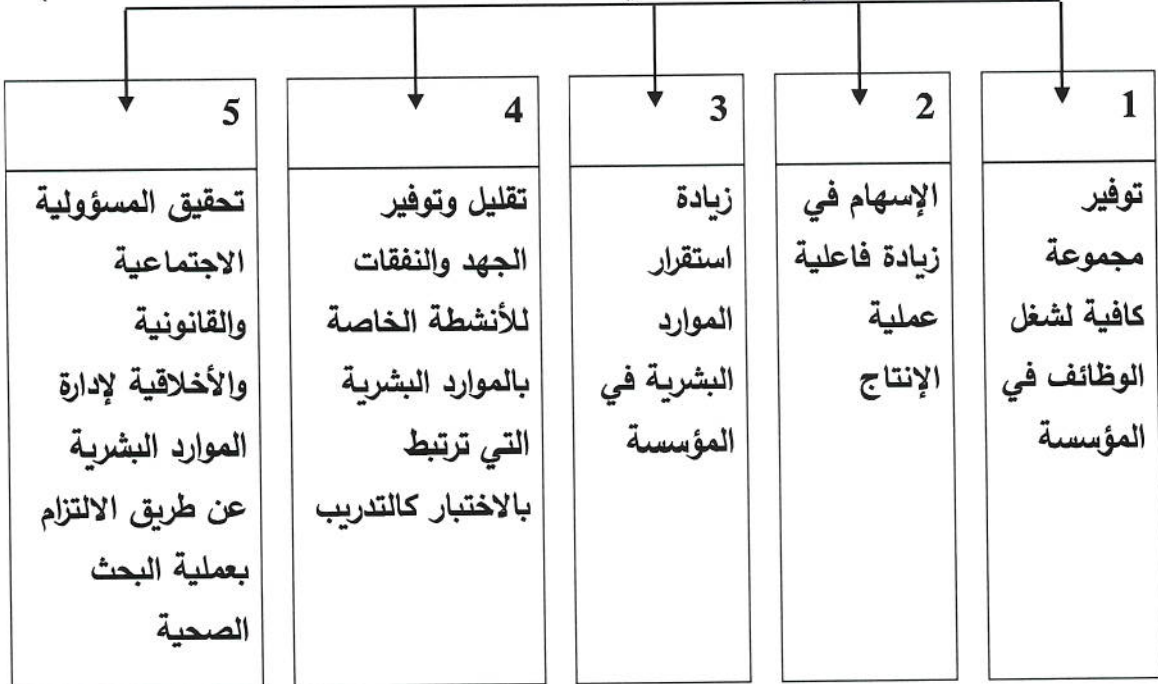 1
توفير
مجموعة
كافية لشغل
الوظائف في
المؤسسة
2
الإسهام في
زيادة فاعلية
عملية
الإنتاج
3
زيادة
استقرار
الموارد
البشرية في
المؤسسة
4
تقليل وتوفير
الجهد والنفقات
للأنشطة الخاصة
بالموارد البشرية
التي ترتبط
بالاختبار كالتدريب
5
تحقيق المسؤولية
الاجتماعية
والقانونية
والأخلاقية لإدارة
الموارد البشرية
عن طريق الالتزام
بعملية البحث
الصحية